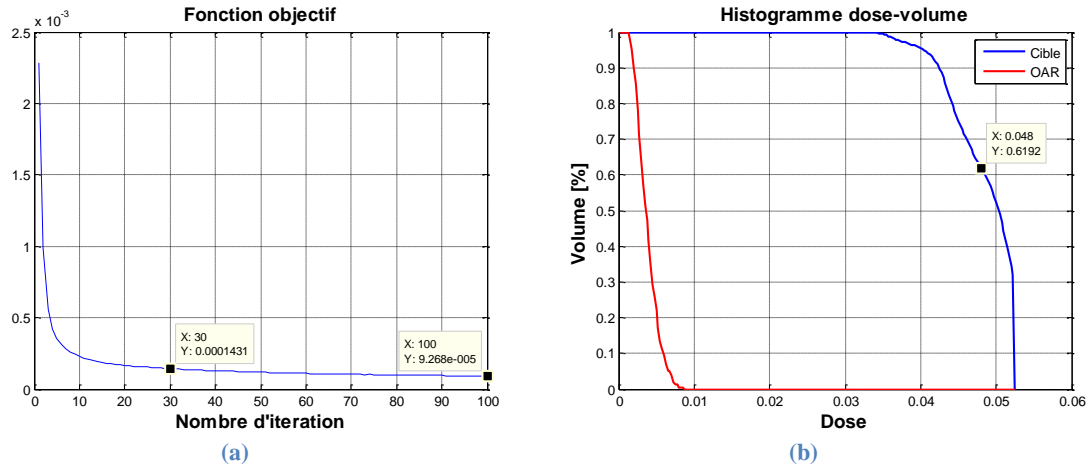 Fonction objectif
x 10⁻³
2.5
2
1.5
1
0.5
0
0 10 20 30 40 50 60 70 80 90 100
X: 30
Y: 0.0001431
X: 100
Y: 9.268e-005
Nombre d'iteration
(a)
Histogramme dose-volume
Volume [%]
1
0.9
0.8
0.7
0.6
0.5
0.4
0.3
0.2
0.1
0
0 0.01 0.02 0.03 0.04 0.05 0.06
Cible
OAR
X: 0.048
Y: 0.6192
Dose
(b)